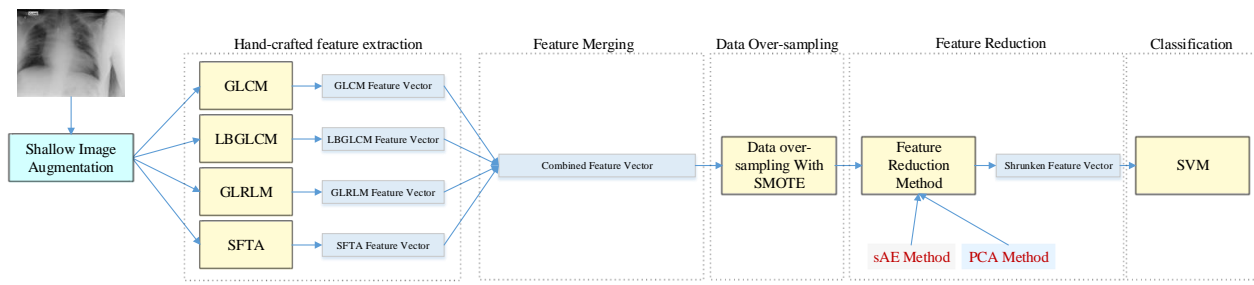 Hand-crafted feature extraction
Feature Merging
Data Over-sampling
Feature Reduction
Classification
Shallow Image
Augmentation
GLCM
GLCM Feature Vector
LBGLCM
LBGLCM Feature Vector
GLRLM
GLRLM Feature Vector
SFTA
SFTA Feature Vector
Combined Feature Vector
Data over-
sampling With
SMOTE
Feature
Reduction
Method
Shrunken Feature Vector
SVM
sAE Method
PCA Method